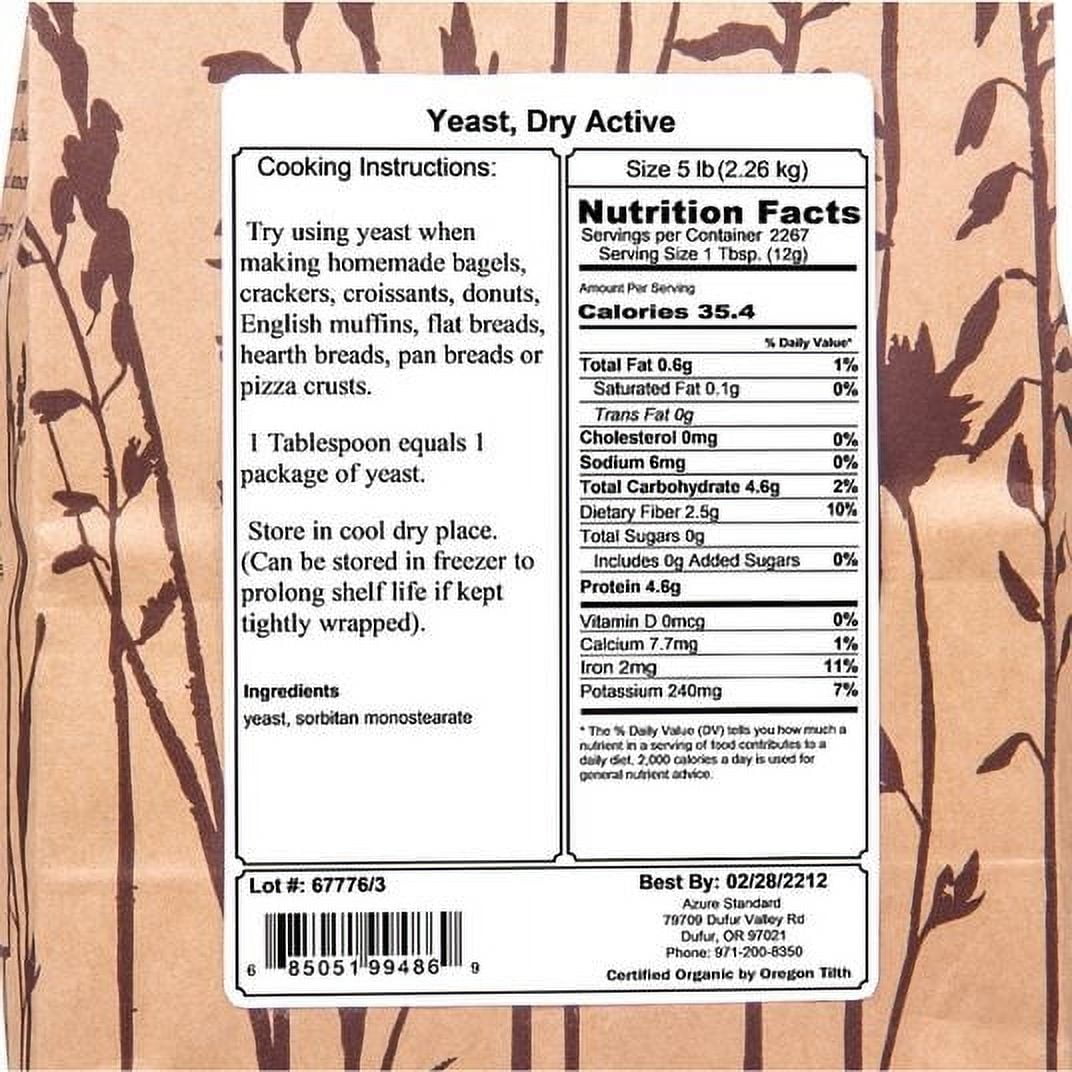 Yeast, Dry Active
Cooking Instructions:
Try using yeast when
making homemade bagels,
crackers, croissants, donuts,
English muffins, flat breads,
hearth breads, pan breads or
pizza crusts.
1 Tablespoon equals 1
package of yeast.
Store in cool dry place.
(Can be stored in freezer to
prolong shelf life if kept
tightly wrapped).
Ingredients
yeast, sorbitan monostearate
Size 5 lb (2.26 kg)
Nutrition Facts
Servings per Container 2267
Serving Size 1 Tbsp. (12g)
Amount Per Serving
Calories 35.4
% Daily Value*
Total Fat 0.6g 1%
Saturated Fat 0.1g 0%
Trans Fat 0g
Cholesterol 0mg 0%
Sodium 6mg 0%
Total Carbohydrate 4.6g 2%
Dietary Fiber 2.5g 10%
Total Sugars 0g
Includes 0g Added Sugars 0%
Protein 4.6g
Vitamin D 0mcg 0%
Calcium 7.7mg 1%
Iron 2mg 11%
Potassium 240mg 7%
* The % Daily Value (DV) tells you how much a
nutrient in a serving of food contributes to a
daily diet. 2,000 calories a day is used for
general nutrient advice.
Lot #: 67776/3
6 85051 99486 9
Best By: 02/28/2212
Azure Standard
79709 Dufur Valley Rd
Dufur, OR 97021
Phone: 971-200-8350
Certified Organic by Oregon Tilth